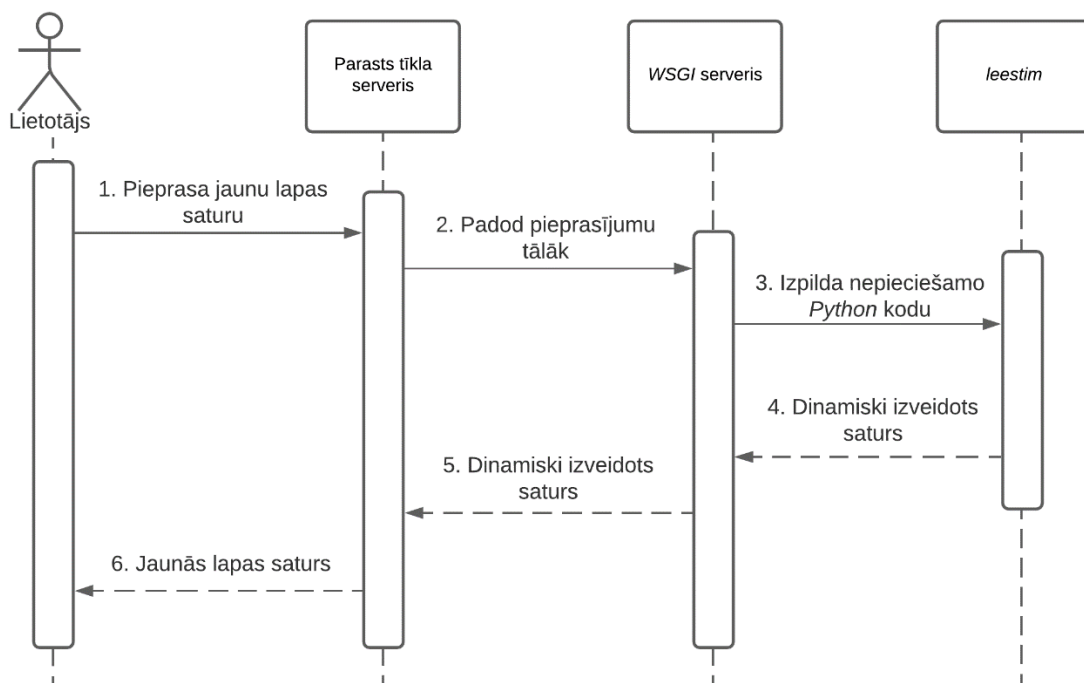 Parasts tīkla
serveris
WSGI serveris
leestim
Lietotājs
1. Pieprasa jaunu lapas
saturu
2. Padod pieprasījumu
tālāk
3. Izpilda nepieciešamo
Python kodu
4. Dinamiski izveidots
saturs
5. Dinamiski izveidots
saturs
6. Jaunās lapas saturs